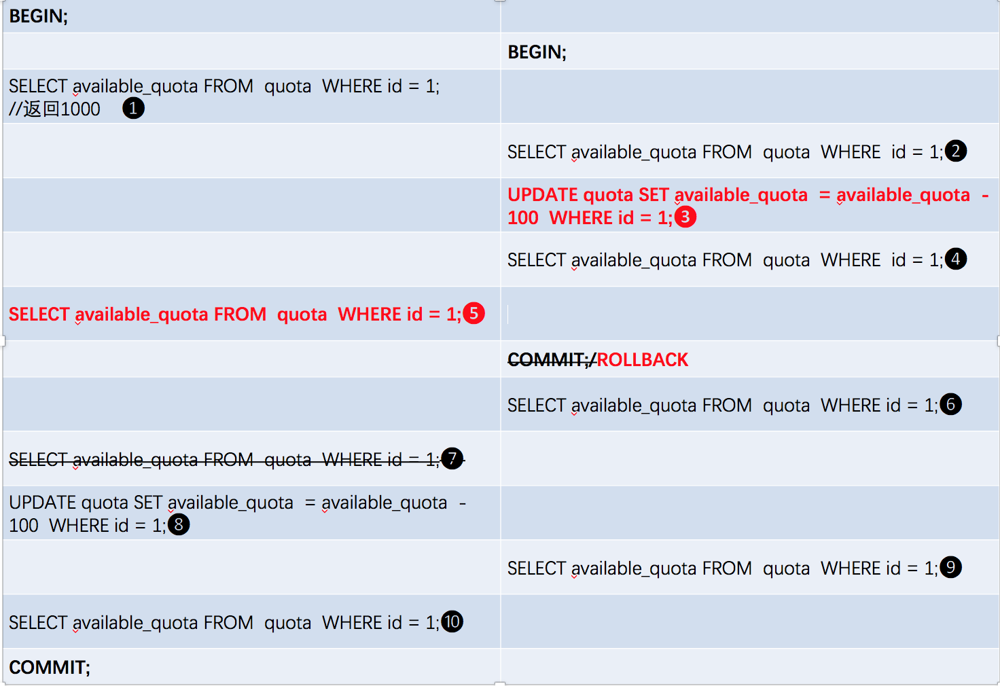 BEGIN;
BEGIN;
SELECT available_quota FROM quota WHERE id = 1;
//返回1000 ❶
SELECT available_quota FROM quota WHERE id = 1;❷
UPDATE quota SET available_quota = available_quota -
100 WHERE id = 1;❸
SELECT available_quota FROM quota WHERE id = 1;❹
SELECT available_quota FROM quota WHERE id = 1;❺
COMMIT;/ROLLBACK
SELECT available_quota FROM quota WHERE id = 1;❻
SELECT available_quota FROM quota WHERE id = 1;❼
UPDATE quota SET available_quota = available_quota -
100 WHERE id = 1;❽
SELECT available_quota FROM quota WHERE id = 1;❾
SELECT available_quota FROM quota WHERE id = 1;❿
COMMIT;